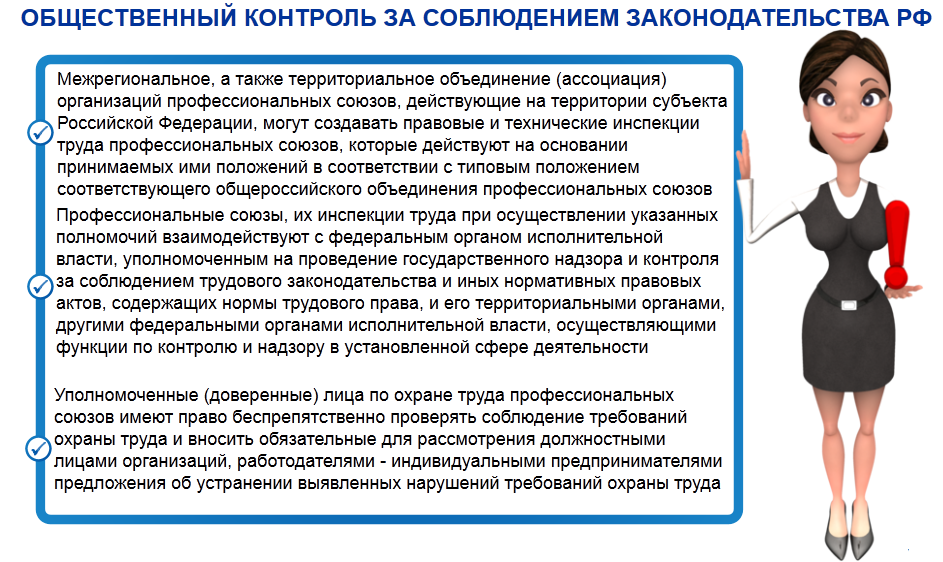 ОБЩЕСТВЕННЫЙ КОНТРОЛЬ ЗА СОБЛЮДЕНИЕМ ЗАКОНОДАТЕЛЬСТВА РФ
Межрегиональное, а также территориальное объединение (ассоциация)
организаций профессиональных союзов, действующие на территории субъекта
Российской Федерации, могут создавать правовые и технические инспекции
труда профессиональных союзов, которые действуют на основании
принимаемых ими положений в соответствии с типовым положением
соответствующего общероссийского объединения профессиональных союзов
Профессиональные союзы, их инспекции труда при осуществлении указанных
полномочий взаимодействуют с федеральным органом исполнительной
власти, уполномоченным на проведение государственного надзора и контроля
за соблюдением трудового законодательства и иных нормативных правовых
актов, содержащих нормы трудового права, и его территориальными органами,
другими федеральными органами исполнительной власти, осуществляющими
функции по контролю и надзору в установленной сфере деятельности
Уполномоченные (доверенные) лица по охране труда профессиональных
союзов имеют право беспрепятственно проверять соблюдение требований
охраны труда и вносить обязательные для рассмотрения должностными
лицами организаций, работодателями - индивидуальными предпринимателями
предложения об устранении выявленных нарушений требований охраны труда